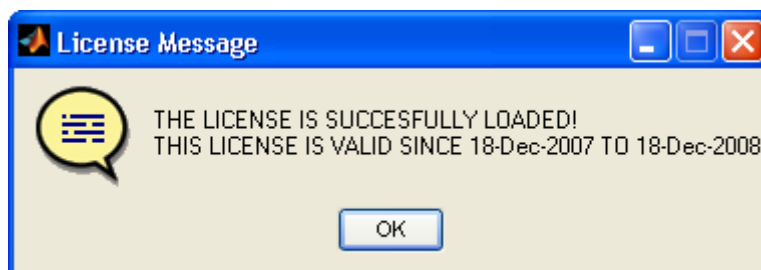 License Message
THE LICENSE IS SUCCESFULLY LOADED!
THIS LICENSE IS VALID SINCE 18-Dec-2007 TO 18-Dec-2008
OK